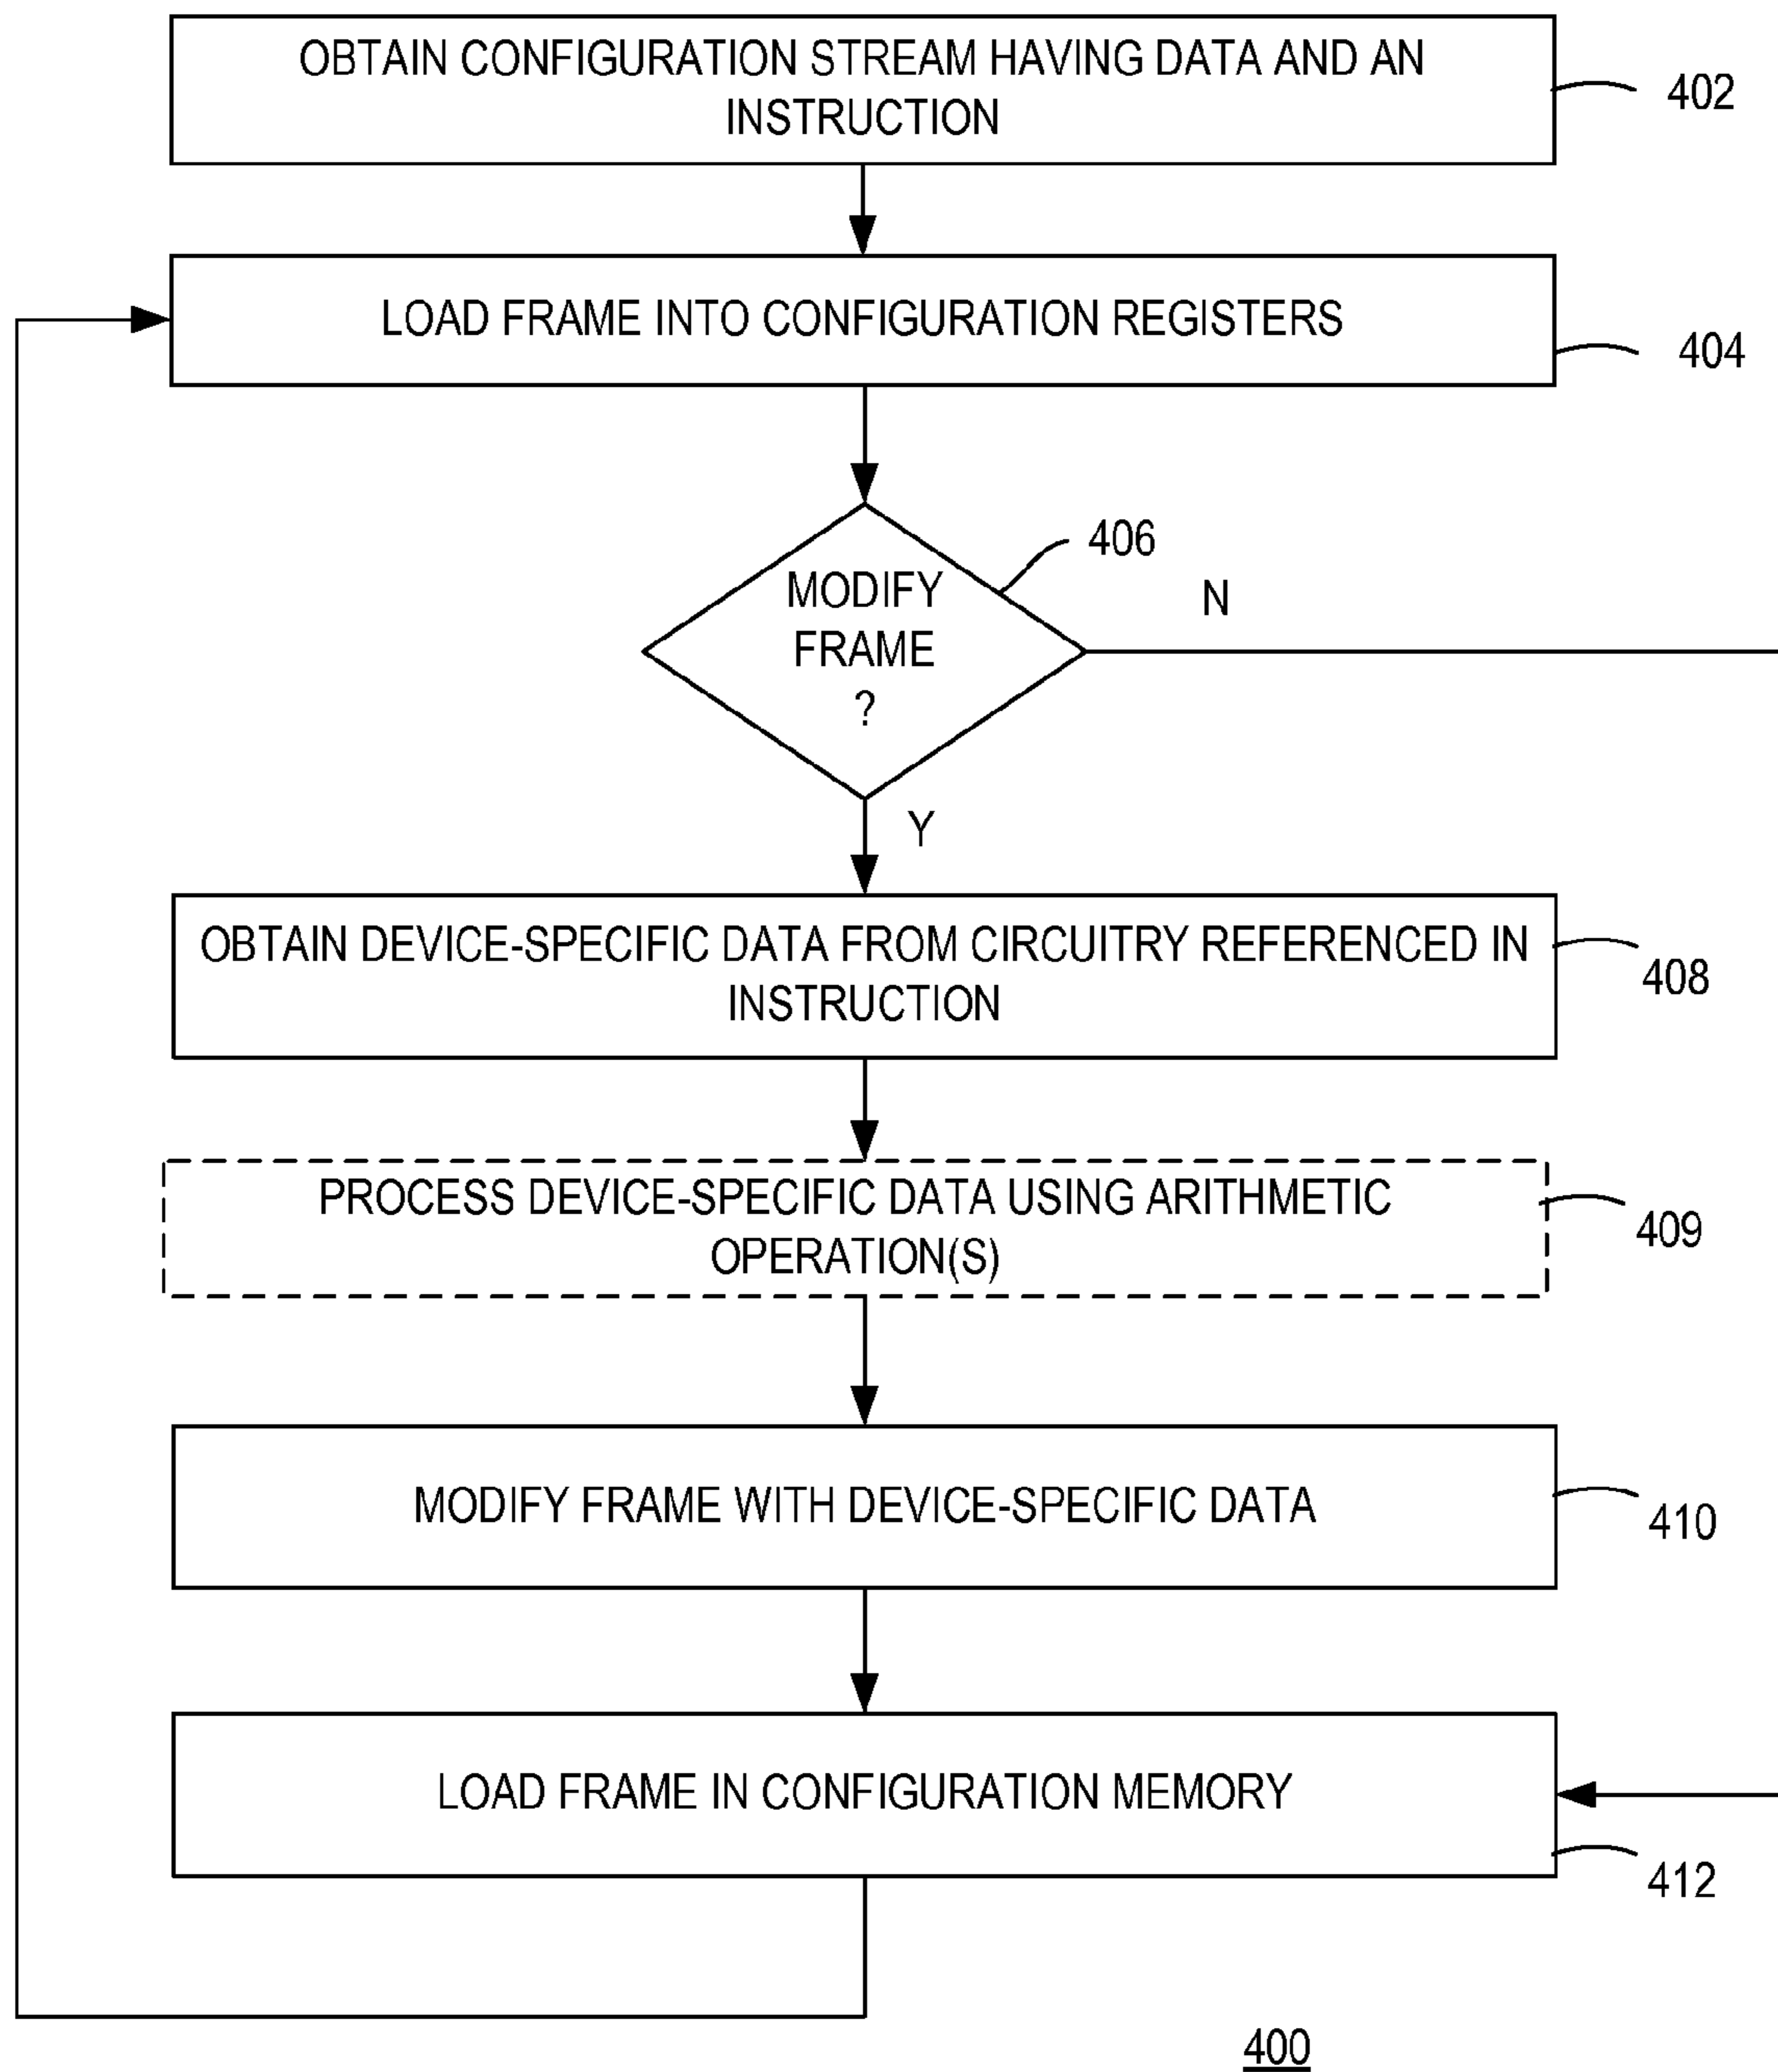 OBTAIN CONFIGURATION STREAM HAVING DATA AND AN
INSTRUCTION
402
LOAD FRAME INTO CONFIGURATION REGISTERS
404
406
MODIFY
FRAME
?
N
Y
OBTAIN DEVICE-SPECIFIC DATA FROM CIRCUITRY REFERENCED IN
INSTRUCTION
408
PROCESS DEVICE-SPECIFIC DATA USING ARITHMETIC
OPERATION(S)
409
MODIFY FRAME WITH DEVICE-SPECIFIC DATA
410
LOAD FRAME IN CONFIGURATION MEMORY
412
400